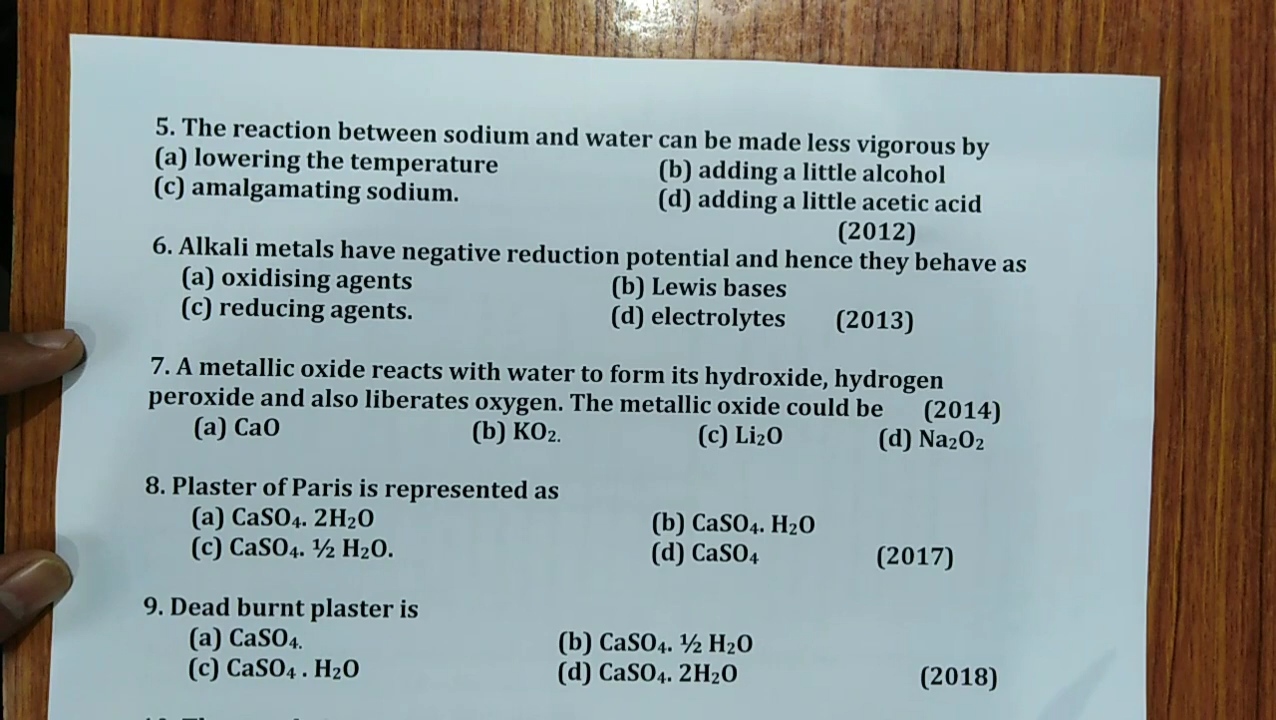 5. The reaction between sodium and water can be made less vigorous by
(a) lowering the temperature (b) adding a little alcohol
(c) amalgamating sodium. (d) adding a little acetic acid
(2012)
6. Alkali metals have negative reduction potential and hence they behave as
(a) oxidising agents (b) Lewis bases
(c) reducing agents. (d) electrolytes (2013)
7. A metallic oxide reacts with water to form its hydroxide, hydrogen
peroxide and also liberates oxygen. The metallic oxide could be (2014)
(a) CaO (b) KO₂. (c) Li₂O (d) Na₂O₂
8. Plaster of Paris is represented as
(a) CaSO₄. 2H₂O (b) CaSO₄. H₂O
(c) CaSO₄. ½ H₂O. (d) CaSO₄ (2017)
9. Dead burnt plaster is
(a) CaSO₄. (b) CaSO₄. ½ H₂O
(c) CaSO₄ . H₂O (d) CaSO₄. 2H₂O (2018)